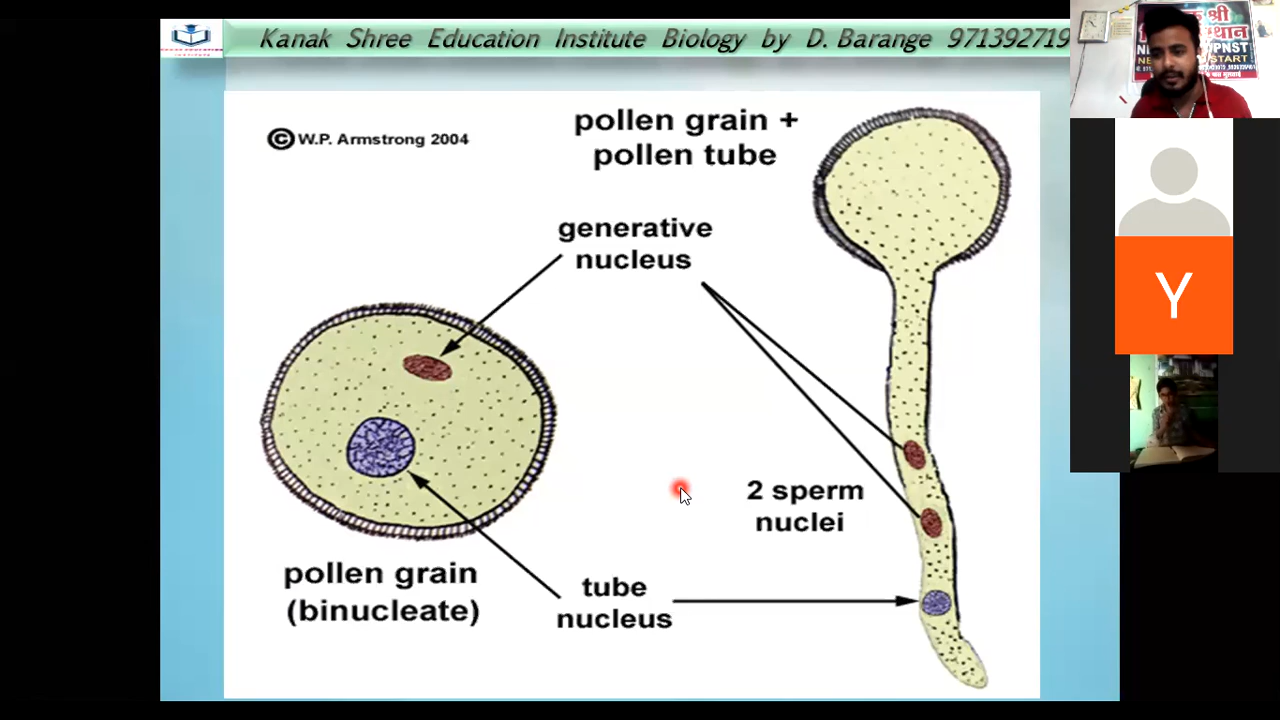 Kanak Shree Education Institute Biology by D. Barange 971392719
© W.P. Armstrong 2004
pollen grain +
pollen tube
generative
nucleus
2 sperm
nuclei
pollen grain
(binucleate)
tube
nucleus
Y
श्री
START